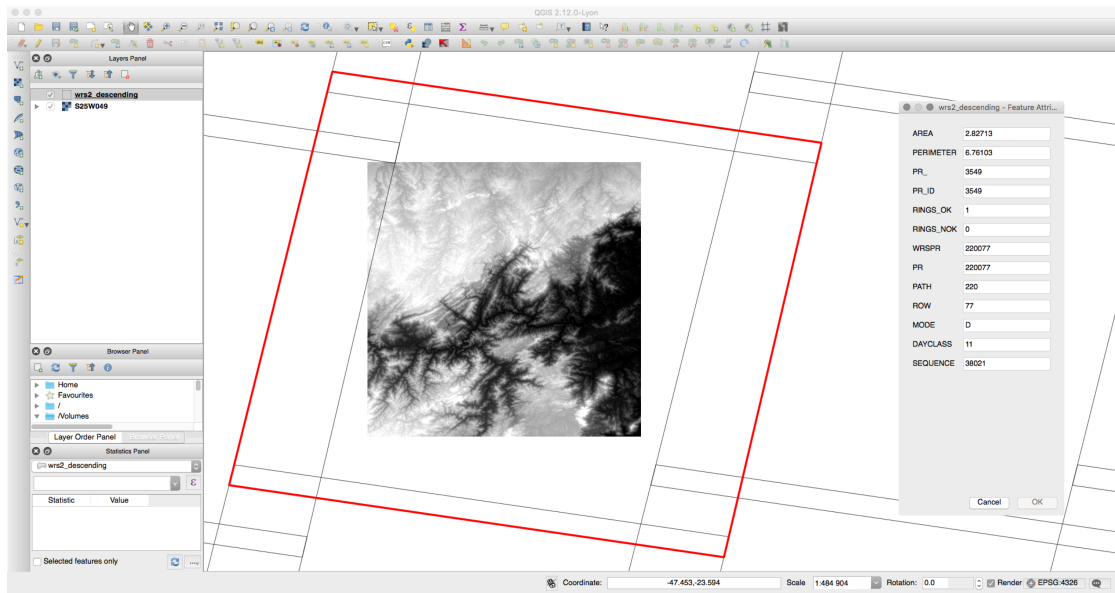 QGIS 2.12.0-Lyon
Layers Panel
wrs2_descending
S25W049
Browser Panel
Home
Favourites
/
/Volumes
Layer Order Panel Browser Panel
Statistics Panel
wrs2_descending
ε
Statistic Value
Selected features only
wrs2_descending - Feature Attri...
AREA 2.82713
PERIMETER 6.76103
PR_ 3549
PR_ID 3549
RINGS_OK 1
RINGS_NOK 0
WRSPR 220077
PR 220077
PATH 220
ROW 77
MODE D
DAYCLASS 11
SEQUENCE 38021
Cancel OK
Coordinate: -47.453,-23.594 Scale 1:484 904 Rotation: 0.0 Render EPSG:4326